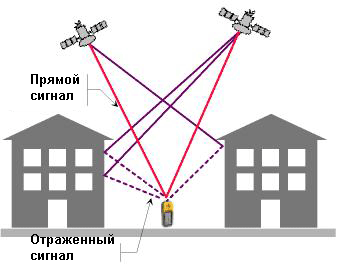 Прямой
сигнал
Отраженный
сигнал